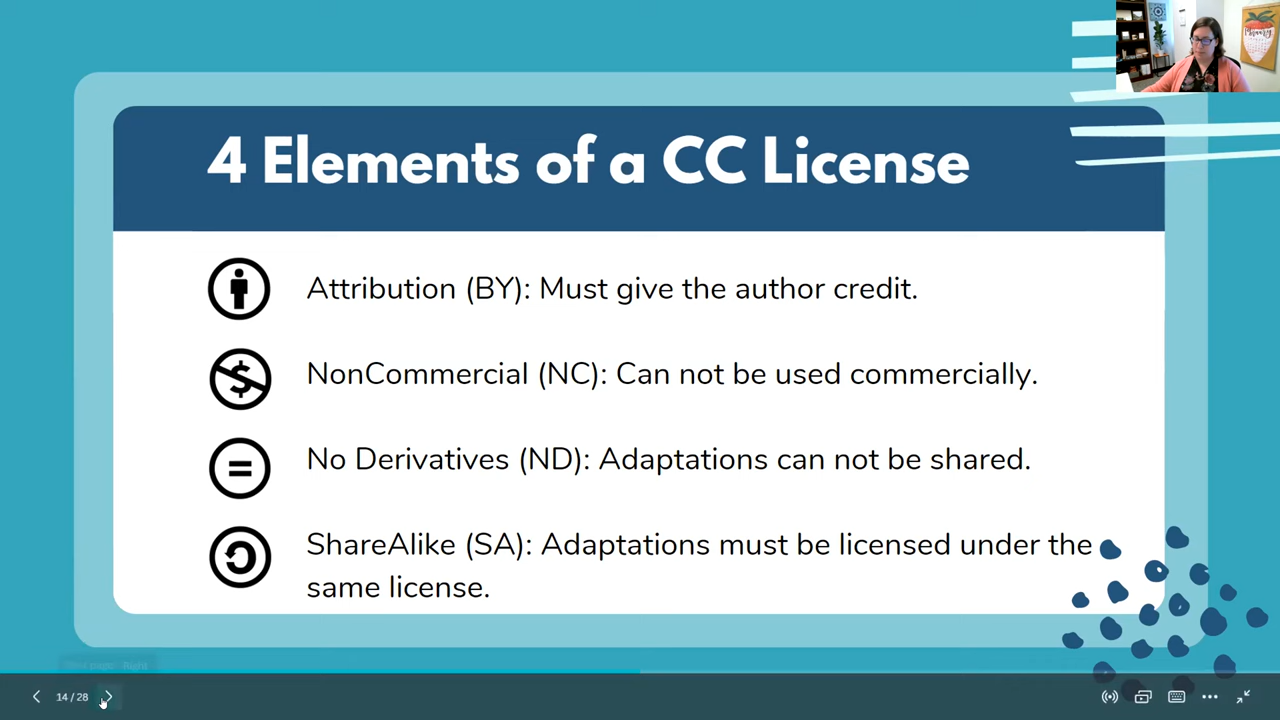 4 Elements of a CC License
Attribution (BY): Must give the author credit.
$
NonCommercial (NC): Can not be used commercially.
=
No Derivatives (ND): Adaptations can not be shared.
ShareAlike (SA): Adaptations must be licensed under the
same license.
14 / 28